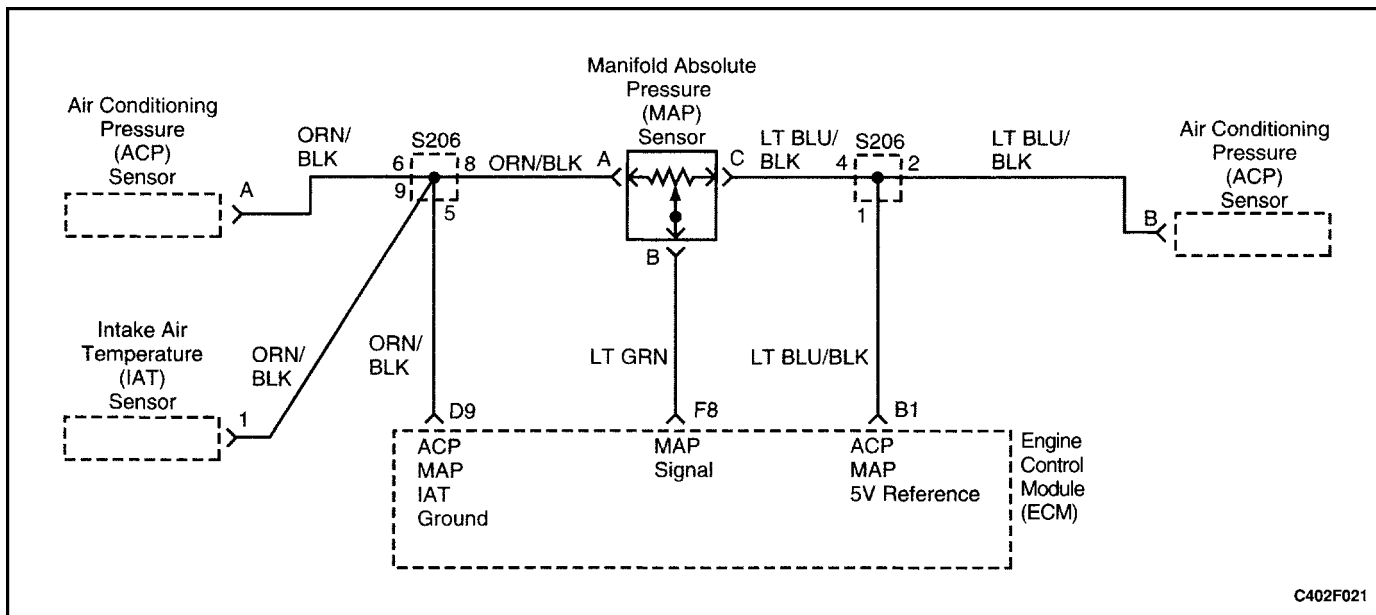 Manifold Absolute
Pressure
(MAP)
Sensor
Air Conditioning
Pressure
(ACP)
Sensor
ORN/
BLK
S206
6
8
9
5
ORN/BLK
A
C
LT BLU/
BLK
S206
4
2
1
LT BLU/
BLK
Air Conditioning
Pressure
(ACP)
Sensor
A
B
B
Intake Air
Temperature
(IAT)
Sensor
1
ORN/
BLK
ORN/
BLK
LT GRN
LT BLU/BLK
D9
F8
B1
ACP
MAP
IAT
Ground
MAP
Signal
ACP
MAP
5V Reference
Engine
Control
Module
(ECM)
C402F021